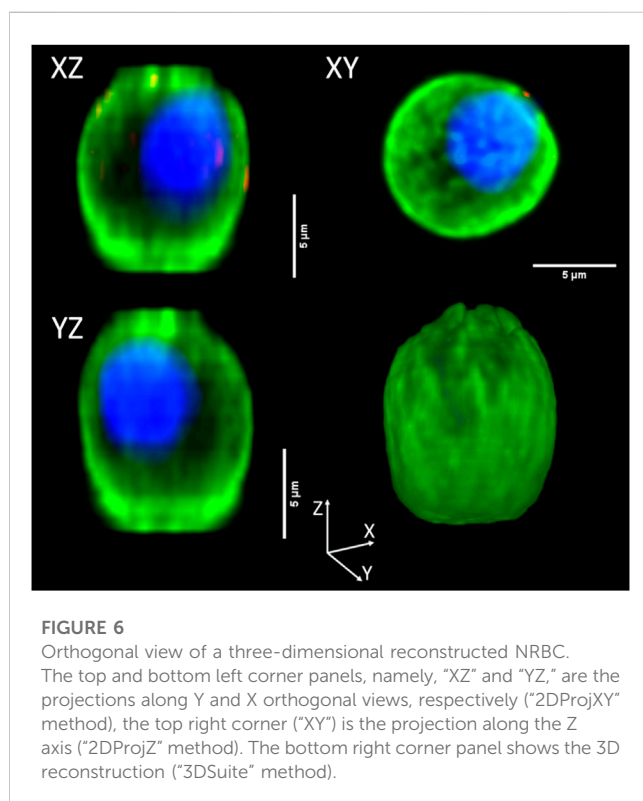 XZ
XY
5 µm
5 µm
YZ
5 µm
Z
X
Y
FIGURE 6
Orthogonal view of a three-dimensional reconstructed NRBC.
The top and bottom left corner panels, namely, “XZ” and “YZ,” are the
projections along Y and X orthogonal views, respectively (“2DProjXY”
method), the top right corner (“XY”) is the projection along the Z
axis (“2DProjZ” method). The bottom right corner panel shows the 3D
reconstruction (“3DSuite” method).